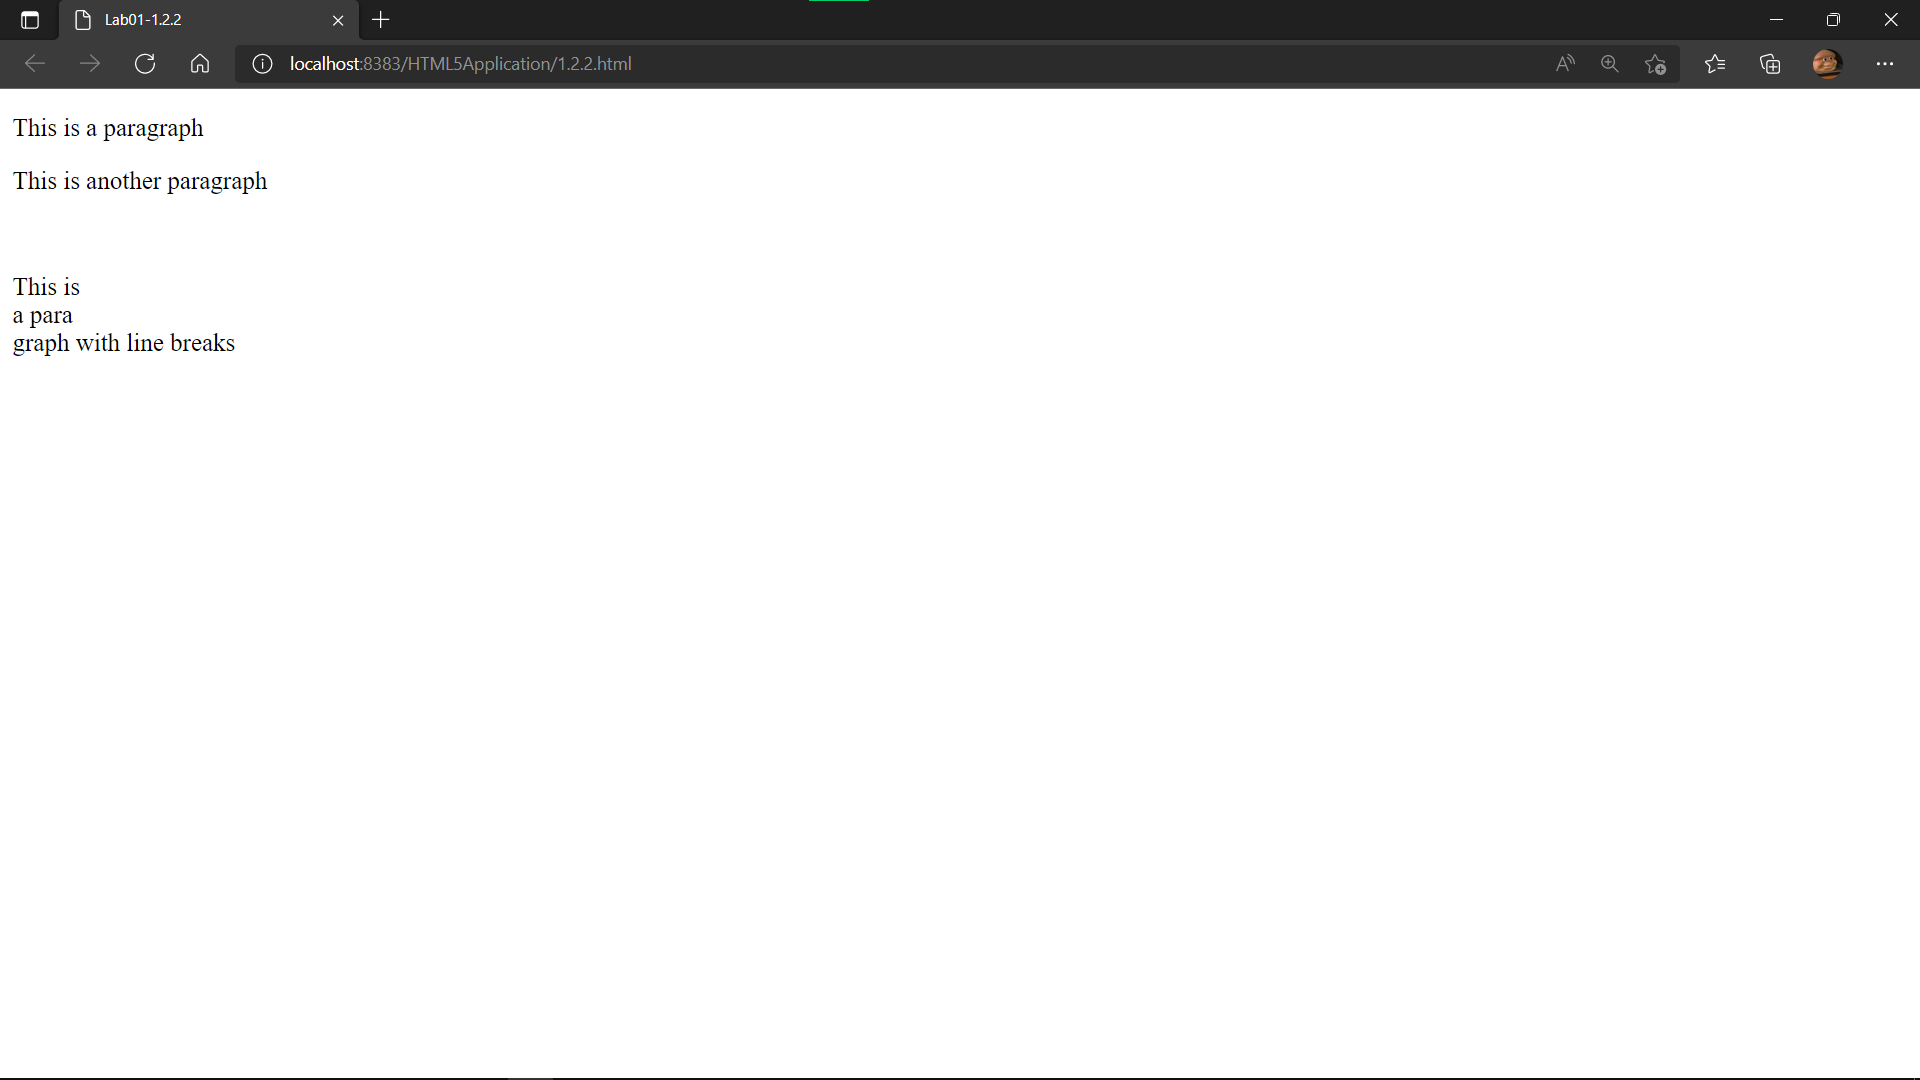 Lab01-1.2.2
localhost:8383/HTML5Application/1.2.2.html
This is a paragraph
This is another paragraph
This is
a para
graph with line breaks